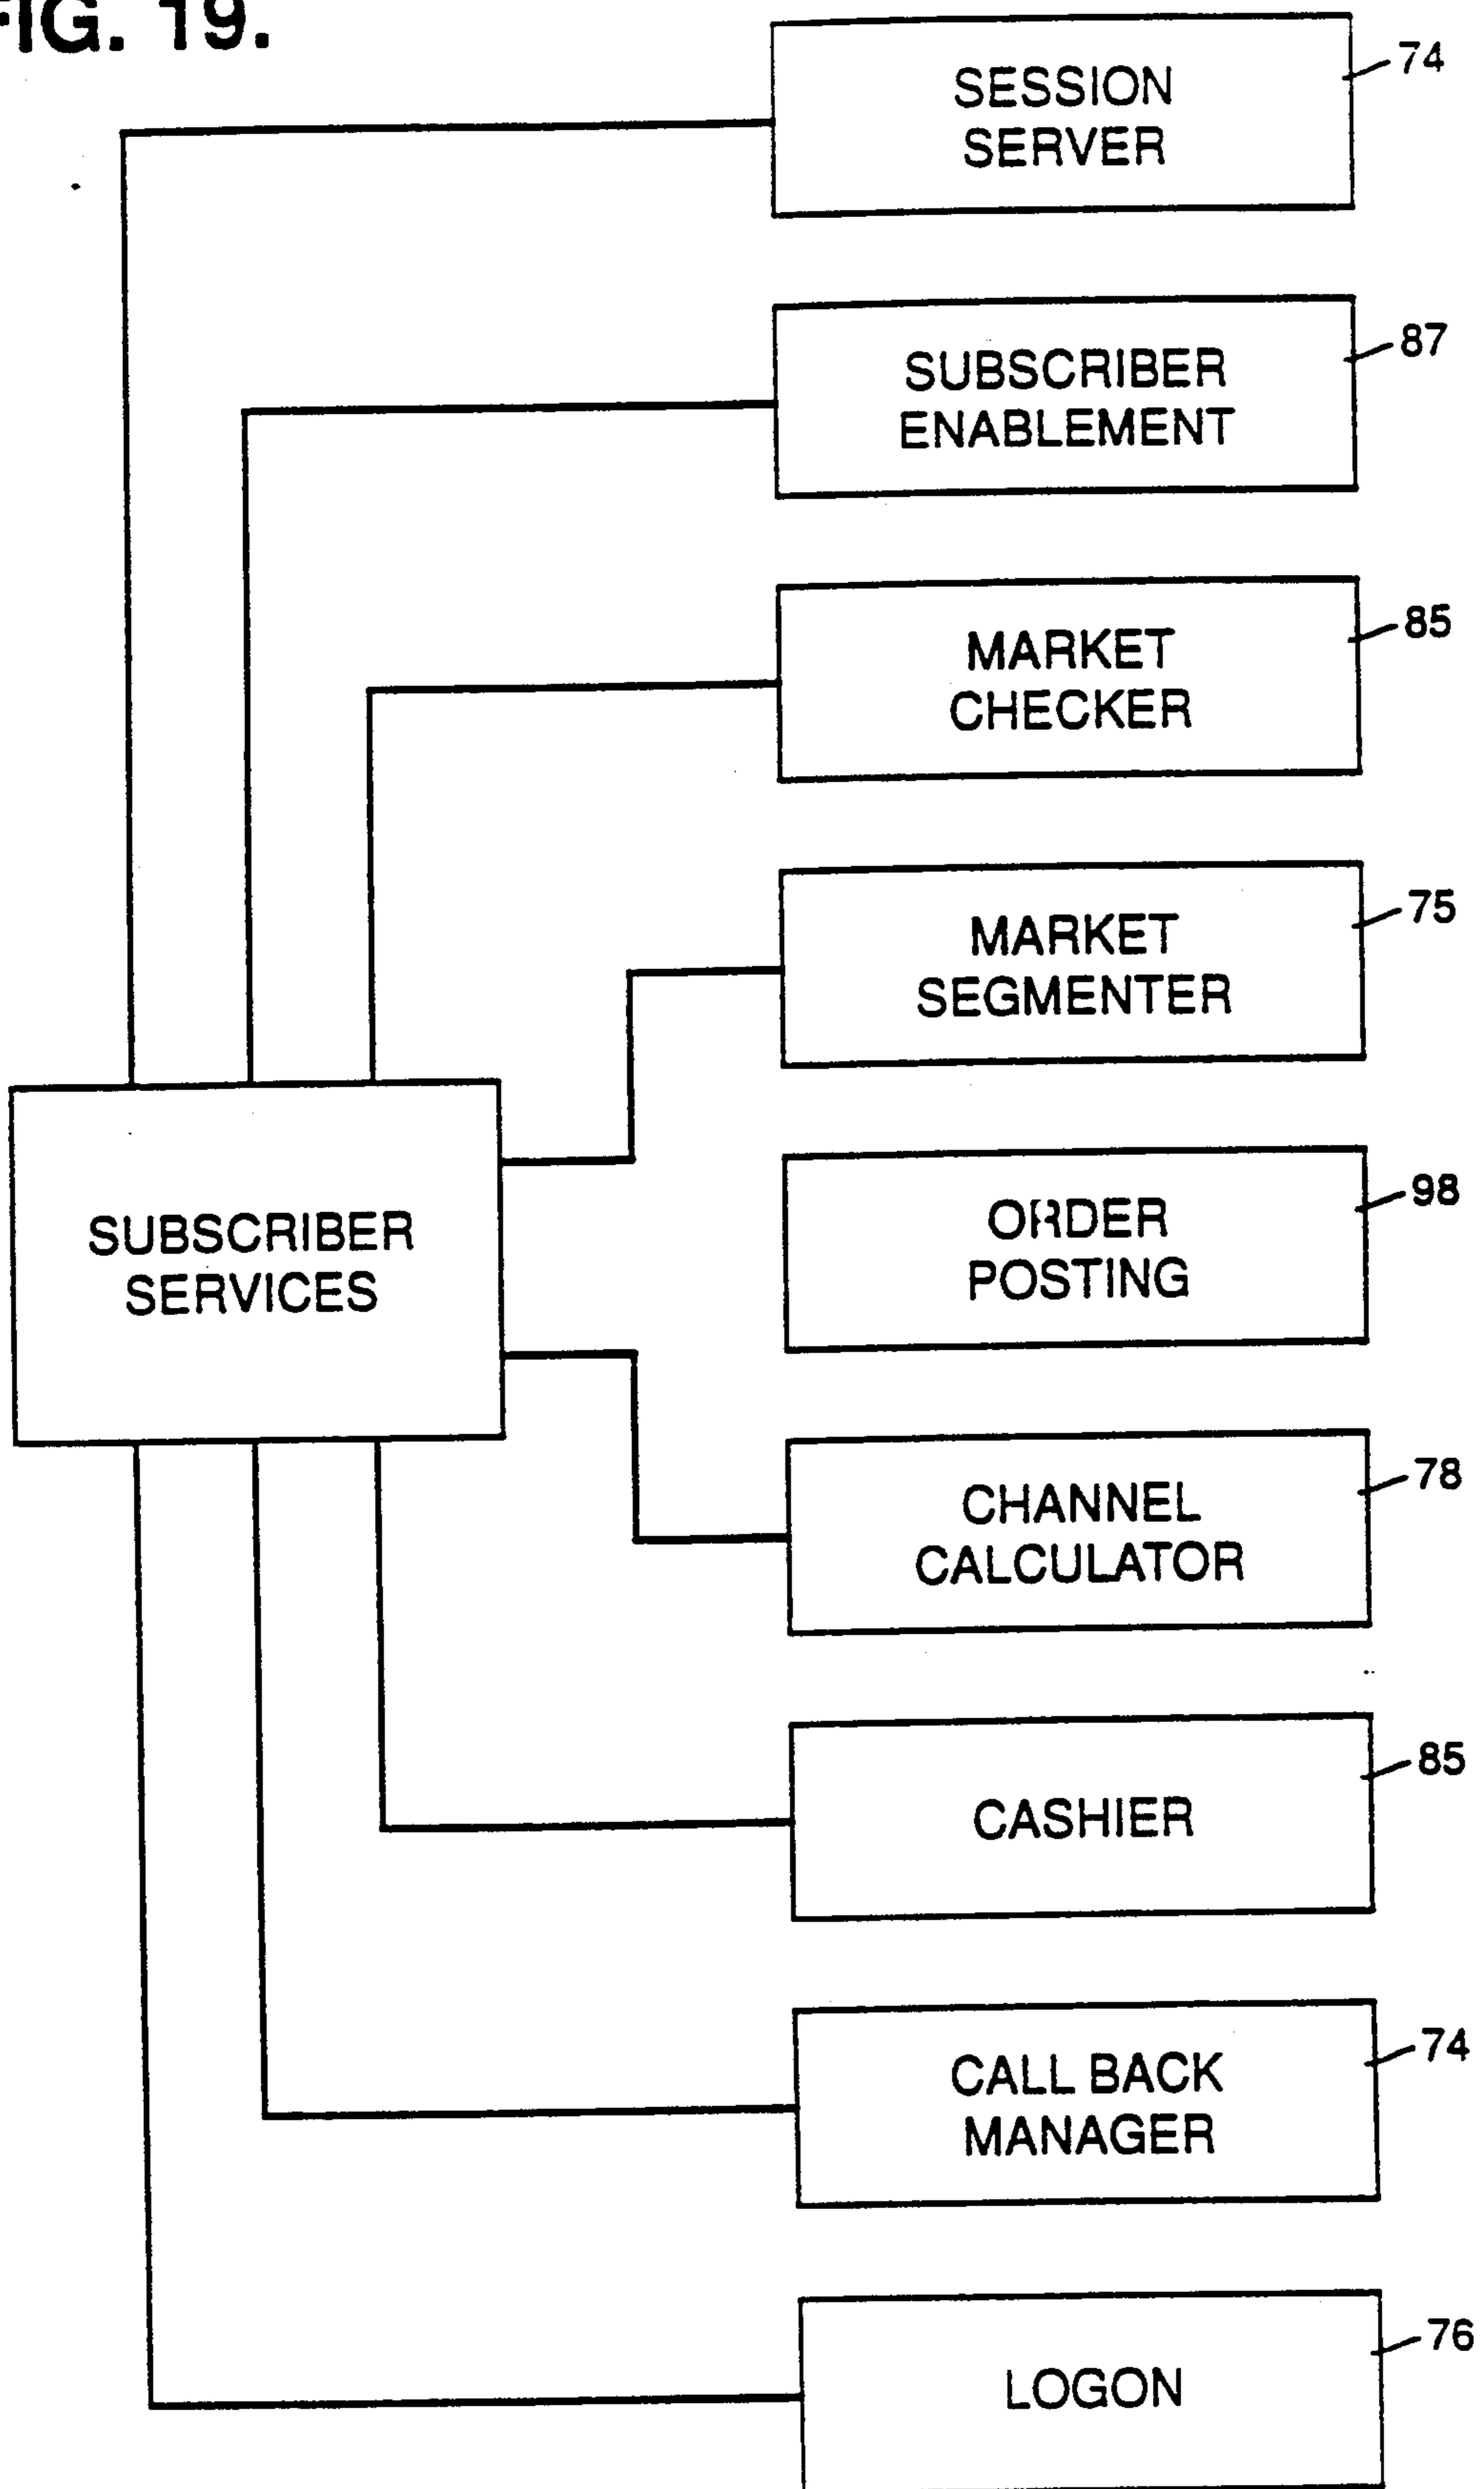 FIG. 19.
SESSION
SERVER
74
SUBSCRIBER
ENABLEMENT
87
MARKET
CHECKER
85
MARKET
SEGMENTER
75
SUBSCRIBER
SERVICES
ORDER
POSTING
98
CHANNEL
CALCULATOR
78
CASHIER
85
CALL BACK
MANAGER
74
LOGON
76